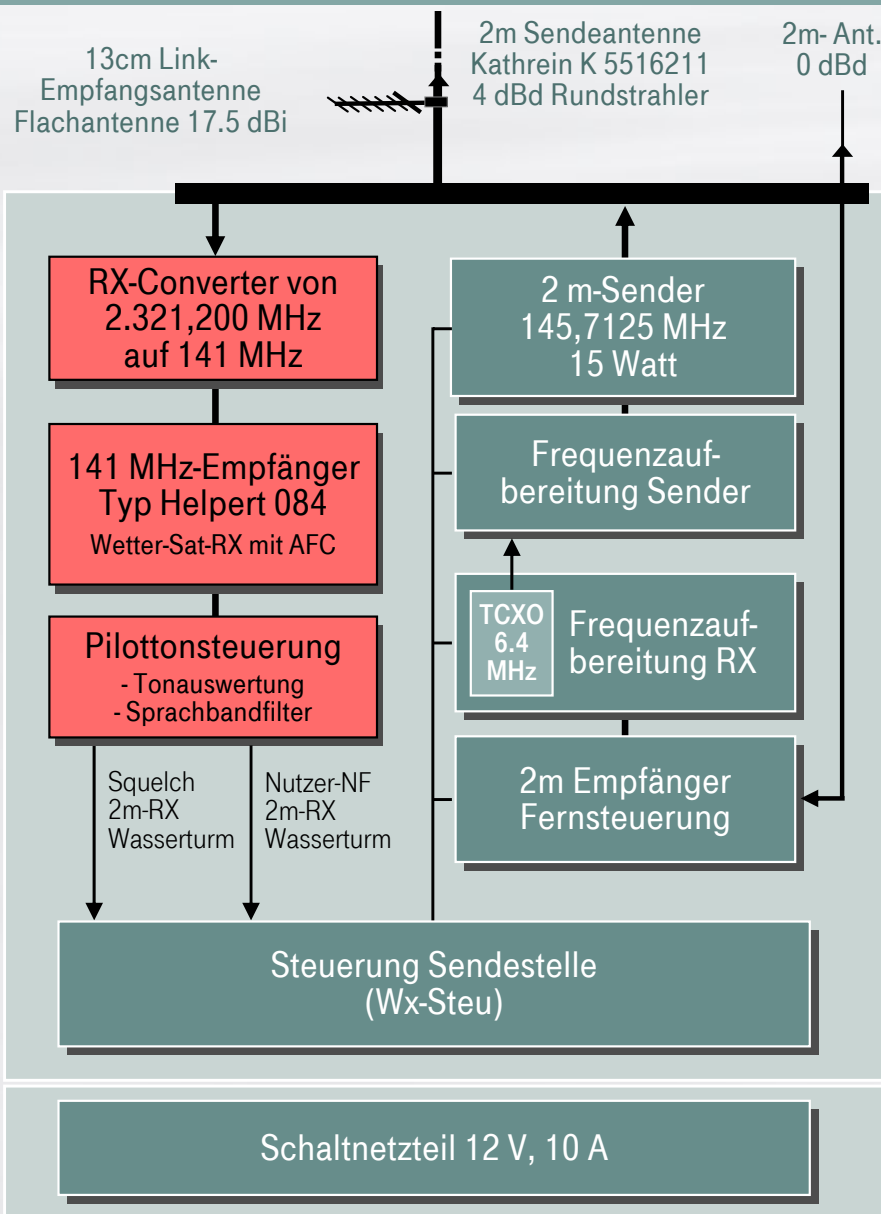 13cm Link-
Empfangsantenne
Flachantenne 17.5 dBi
2m Sendeantenne
Kathrein K 5516211
4 dBd Rundstrahler
2m- Ant.
0 dBd
RX-Converter von
2.321,200 MHz
auf 141 MHz
141 MHz-Empfänger
Typ Helpert 084
Wetter-Sat-RX mit AFC
Pilottonsteuerung
- Tonauswertung
- Sprachbandfilter
Squelch
2m-RX
Wasserturm
Nutzer-NF
2m-RX
Wasserturm
2 m-Sender
145,7125 MHz
15 Watt
Frequenzauf-
bereitung Sender
TCXO
6.4
MHz
Frequenzauf-
bereitung RX
2m Empfänger
Fernsteuerung
Steuerung Sendestelle
(Wx-Steu)
Schaltnetzteil 12 V, 10 A